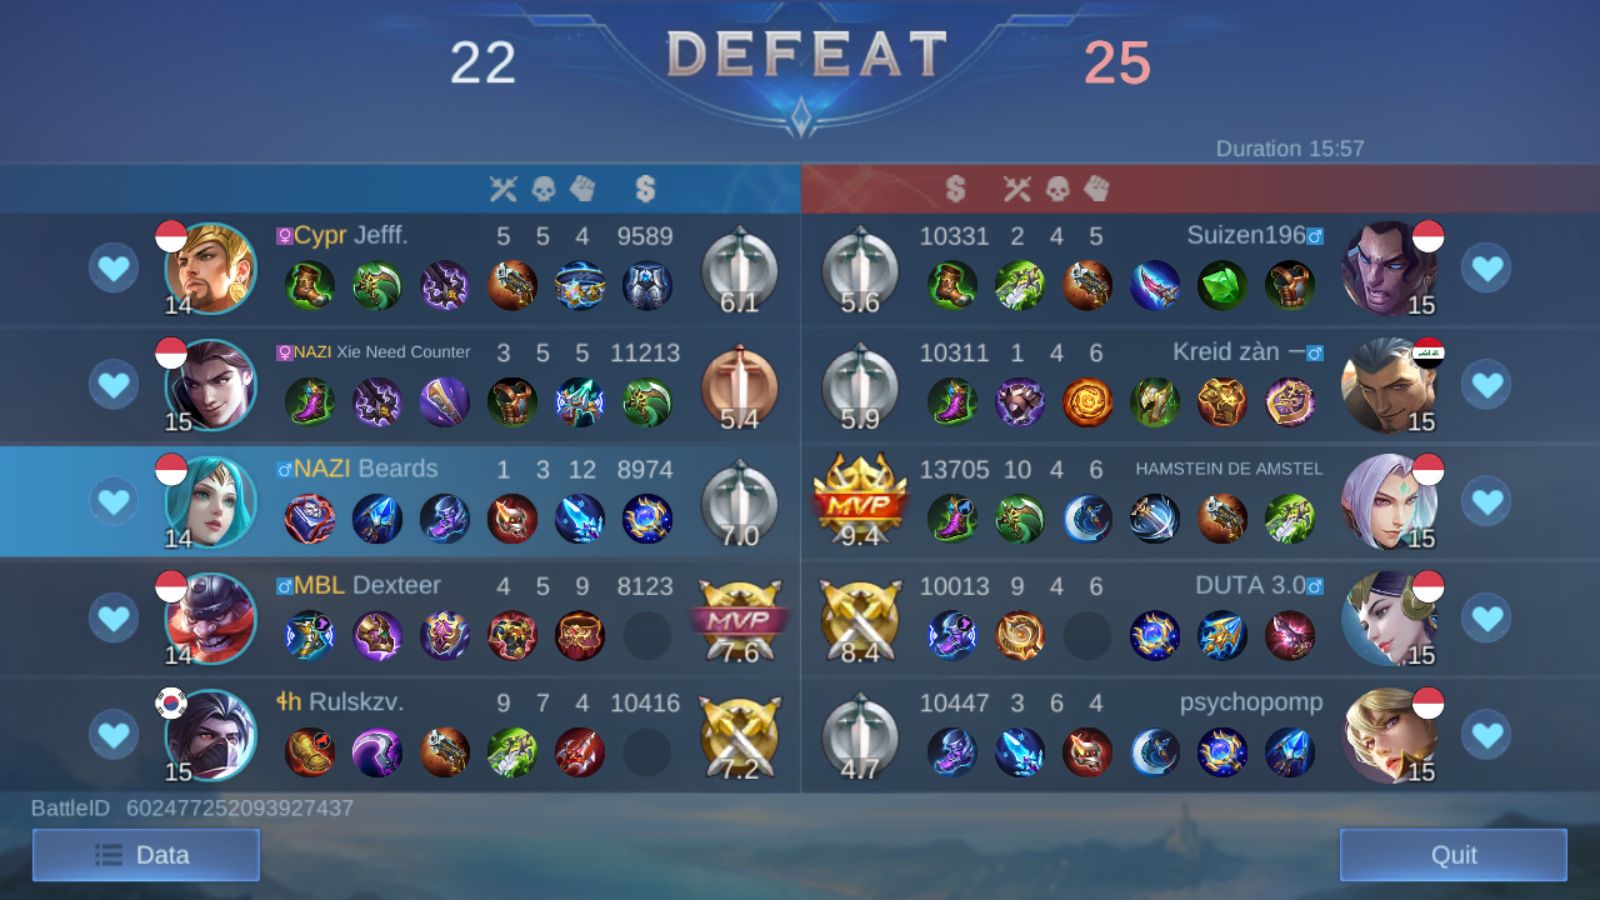 22 DEFEAT 25
Duration 15:57
14 Cypr Jefff. 5 5 4 9589 6.1
5.6 10331 2 4 5 Suizen196 15
15 NAZI Xie Need Counter 3 5 5 11213 5.4
5.9 10311 1 4 6 Kreid zàn 一 15
14 NAZI Beards 1 3 12 8974 7.0
MVP 9.4 13705 10 4 6 HAMSTEIN DE AMSTEL 15
14 MBL Dexteer 4 5 9 8123 MVP 7.6
8.4 10013 9 4 6 DUTA 3.0 15
15 Rulskzv. 9 7 4 10416 7.2
4.7 10447 3 6 4 psychopomp 15
BattleID 602477252093927437
Data
Quit